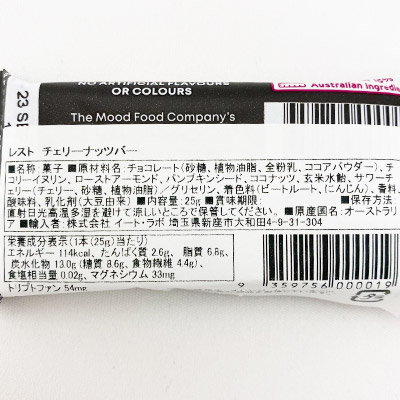 NO ARTIFICIAL FLAVOURS
OR COLOURS
Australian Ingredie
23 SE
The Mood Food Company's
レスト チェリーナッツバー
■名称:菓子 ■原材料名:チョコレート(砂糖、植物油脂、全粉乳、ココアパウダー)、チ
コリーイヌリン、ローストアーモンド、パンプキンシード、ココナッツ、玄米水飴、サワーチ
ェリー(チェリー、砂糖、植物油脂)/グリセリン、着色料(ビートルート、にんじん)、香料、
酸味料、乳化剤(大豆由来) ■内容量:25g ■賞味期限: ■保存方法:
直射日光高温多湿を避けて涼しいところで保管してください。 ■原産国名:オーストラリ
ア ■輸入者:株式会社 イート・ラボ 埼玉県新座市大和田4-9-31-304
栄養成分表示(1本(25g)当たり)
エネルギー 114kcal、たんぱく質 2.6g、 脂質 6.8g、
炭水化物 13.0g(糖質 8.6g、食物繊維 4.4g)、
食塩相当量 0.02g、マグネシウム 33mg
トリプトファン 54mg
9 359756 000019